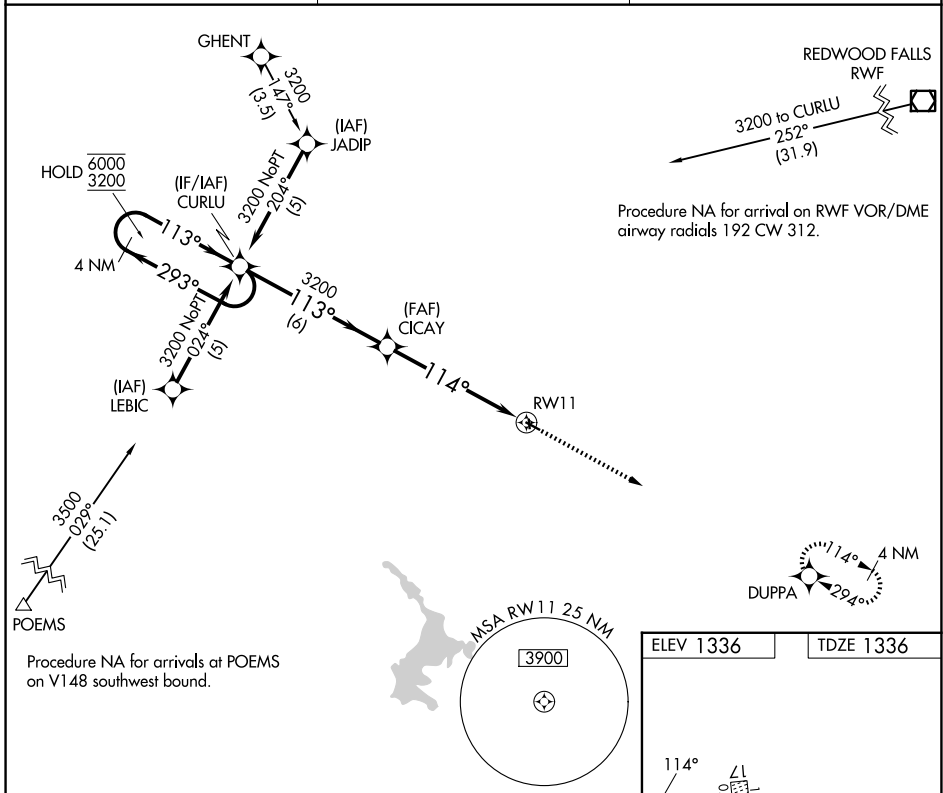 GHENT
3200
147°
(3.5)
(IAF)
JADIP
3200 NoPT
204°
(5)
HOLD 6000
3200
(IF/IAF)
CURLU
113°
4 NM
293°
3200 NoPT
024°
(5)
(IAF)
LEBIC
3200
113°
(6)
(FAF)
CICAY
114°
RW11
REDWOOD FALLS
RWF
3200 to CURLU
252°
(31.9)
Procedure NA for arrival on RWF VOR/DME
airway radials 192 CW 312.
3500
029°
(25.1)
POEMS
Procedure NA for arrivals at POEMS
on V148 southwest bound.
MSA RW11 25 NM
3900
114°
4 NM
DUPPA
294°
ELEV 1336
TDZE 1336
114°
17